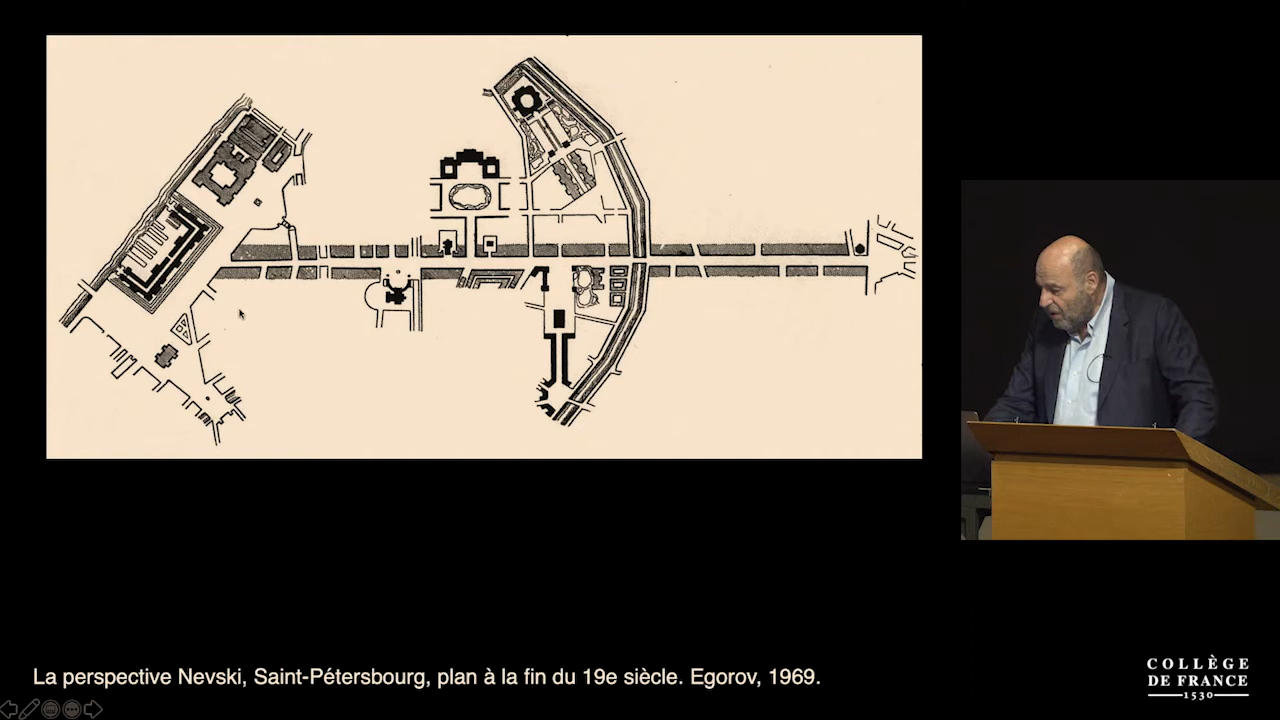 La perspective Nevski, Saint-Pétersbourg, plan à la fin du 19e siècle. Egorov, 1969.
COLLÈGE
DE FRANCE
1530